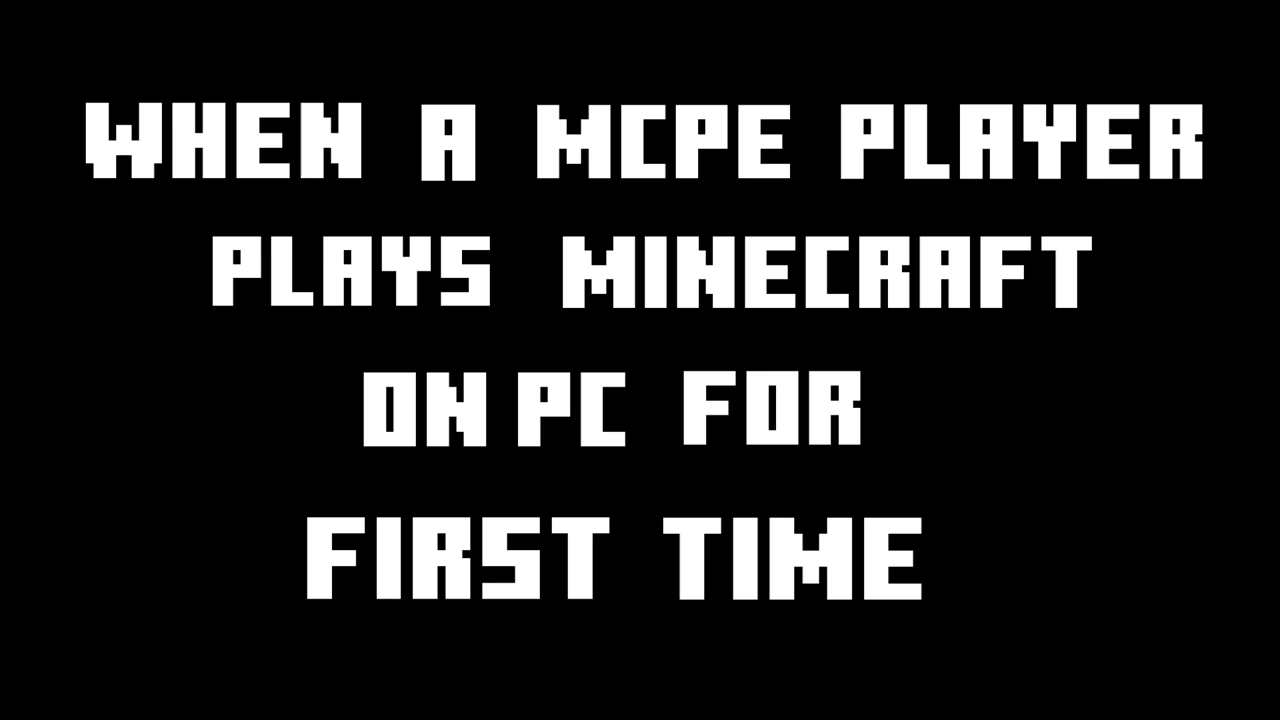 WHEN A MCPE PLAYER
PLAYS MINECRAFT
ON PC FOR
FIRST TIME